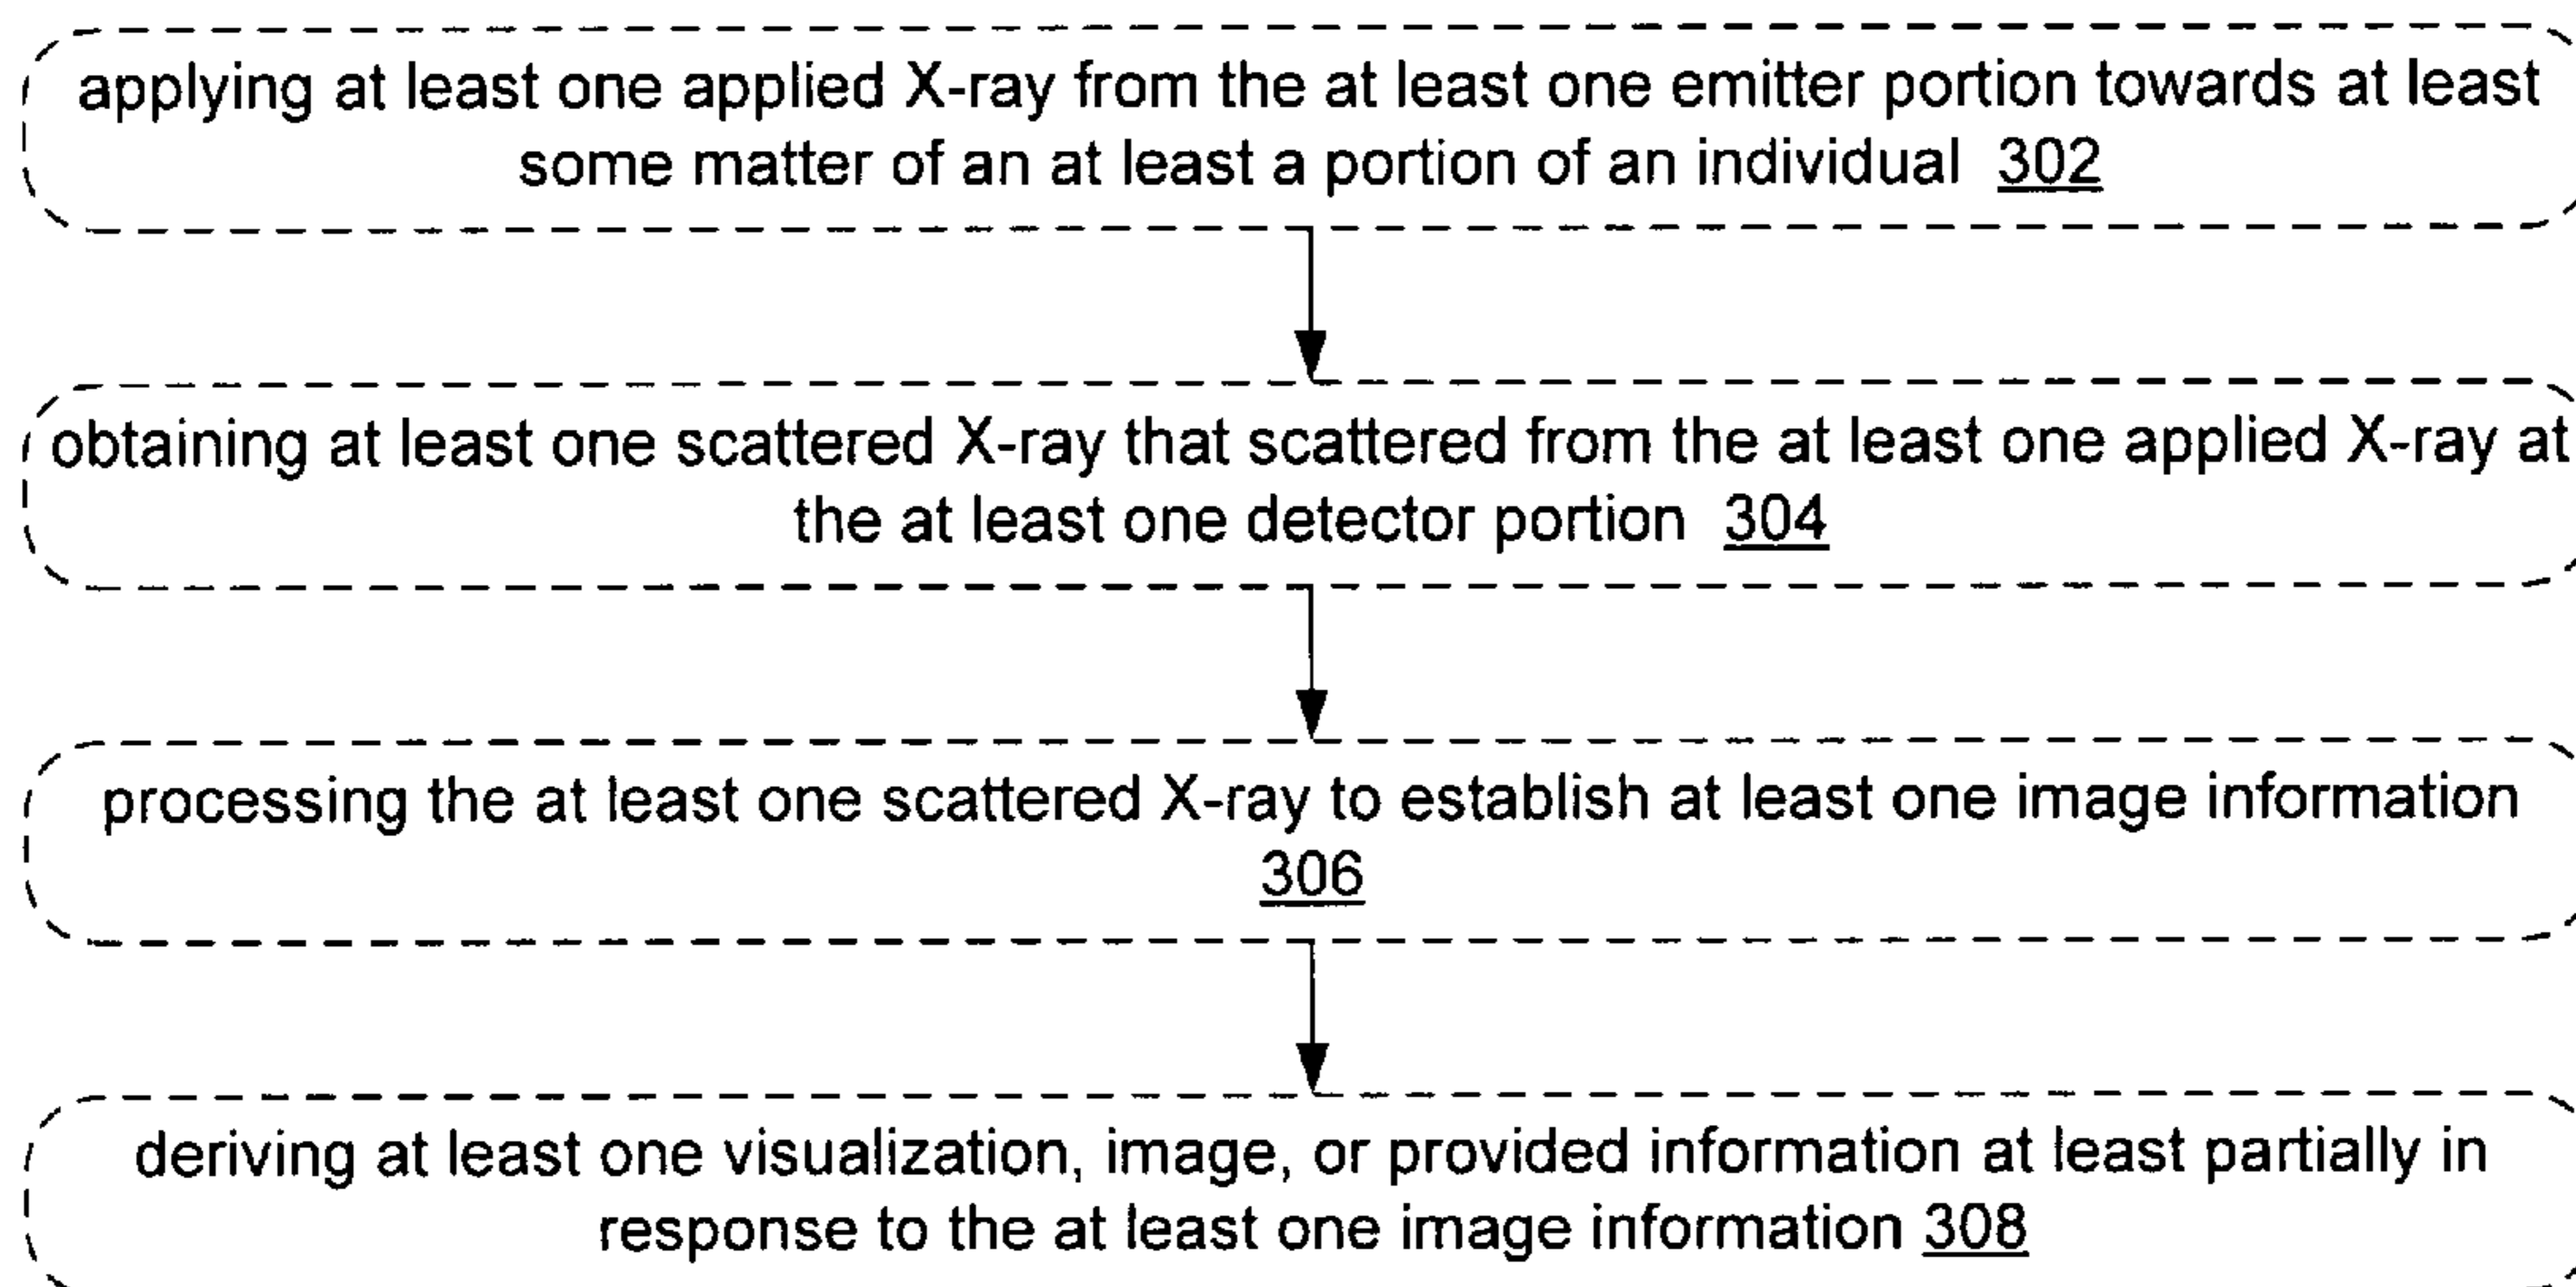 applying at least one applied X-ray from the at least one emitter portion towards at least
some matter of an at least a portion of an individual 302
obtaining at least one scattered X-ray that scattered from the at least one applied X-ray at
the at least one detector portion 304
processing the at least one scattered X-ray to establish at least one image information
306
deriving at least one visualization, image, or provided information at least partially in
response to the at least one image information 308